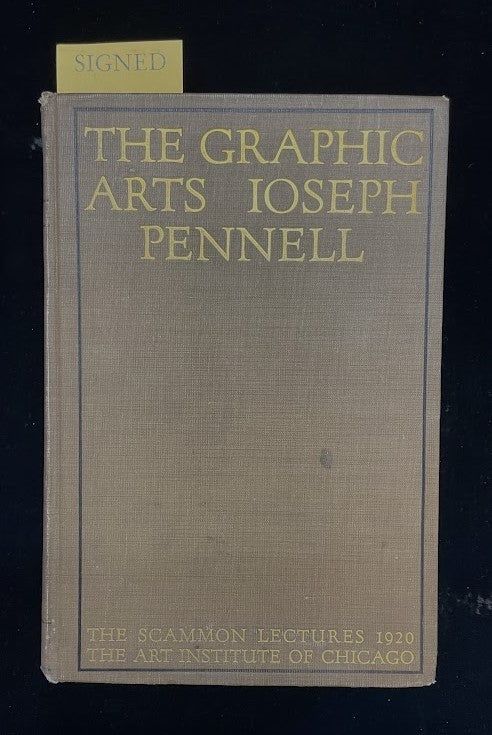 SIGNED
THE GRAPHIC
ARTS IOSEPH
PENNELL
THE SCAMMON LECTURES 1920
THE ART INSTITUTE OF CHICAGO